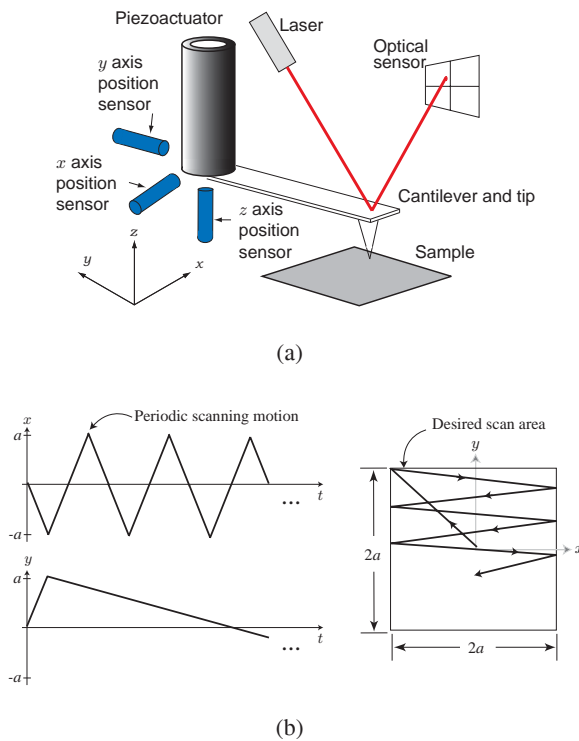 Piezoactuator
Laser
Optical
sensor
y axis
position
sensor
x axis
position
sensor
z axis
position
sensor
Cantilever and tip
Sample
z
y
x
(a)
x
Periodic scanning motion
a
-a
...
t
y
a
-a
...
t
Desired scan area
y
x
2a
2a
(b)